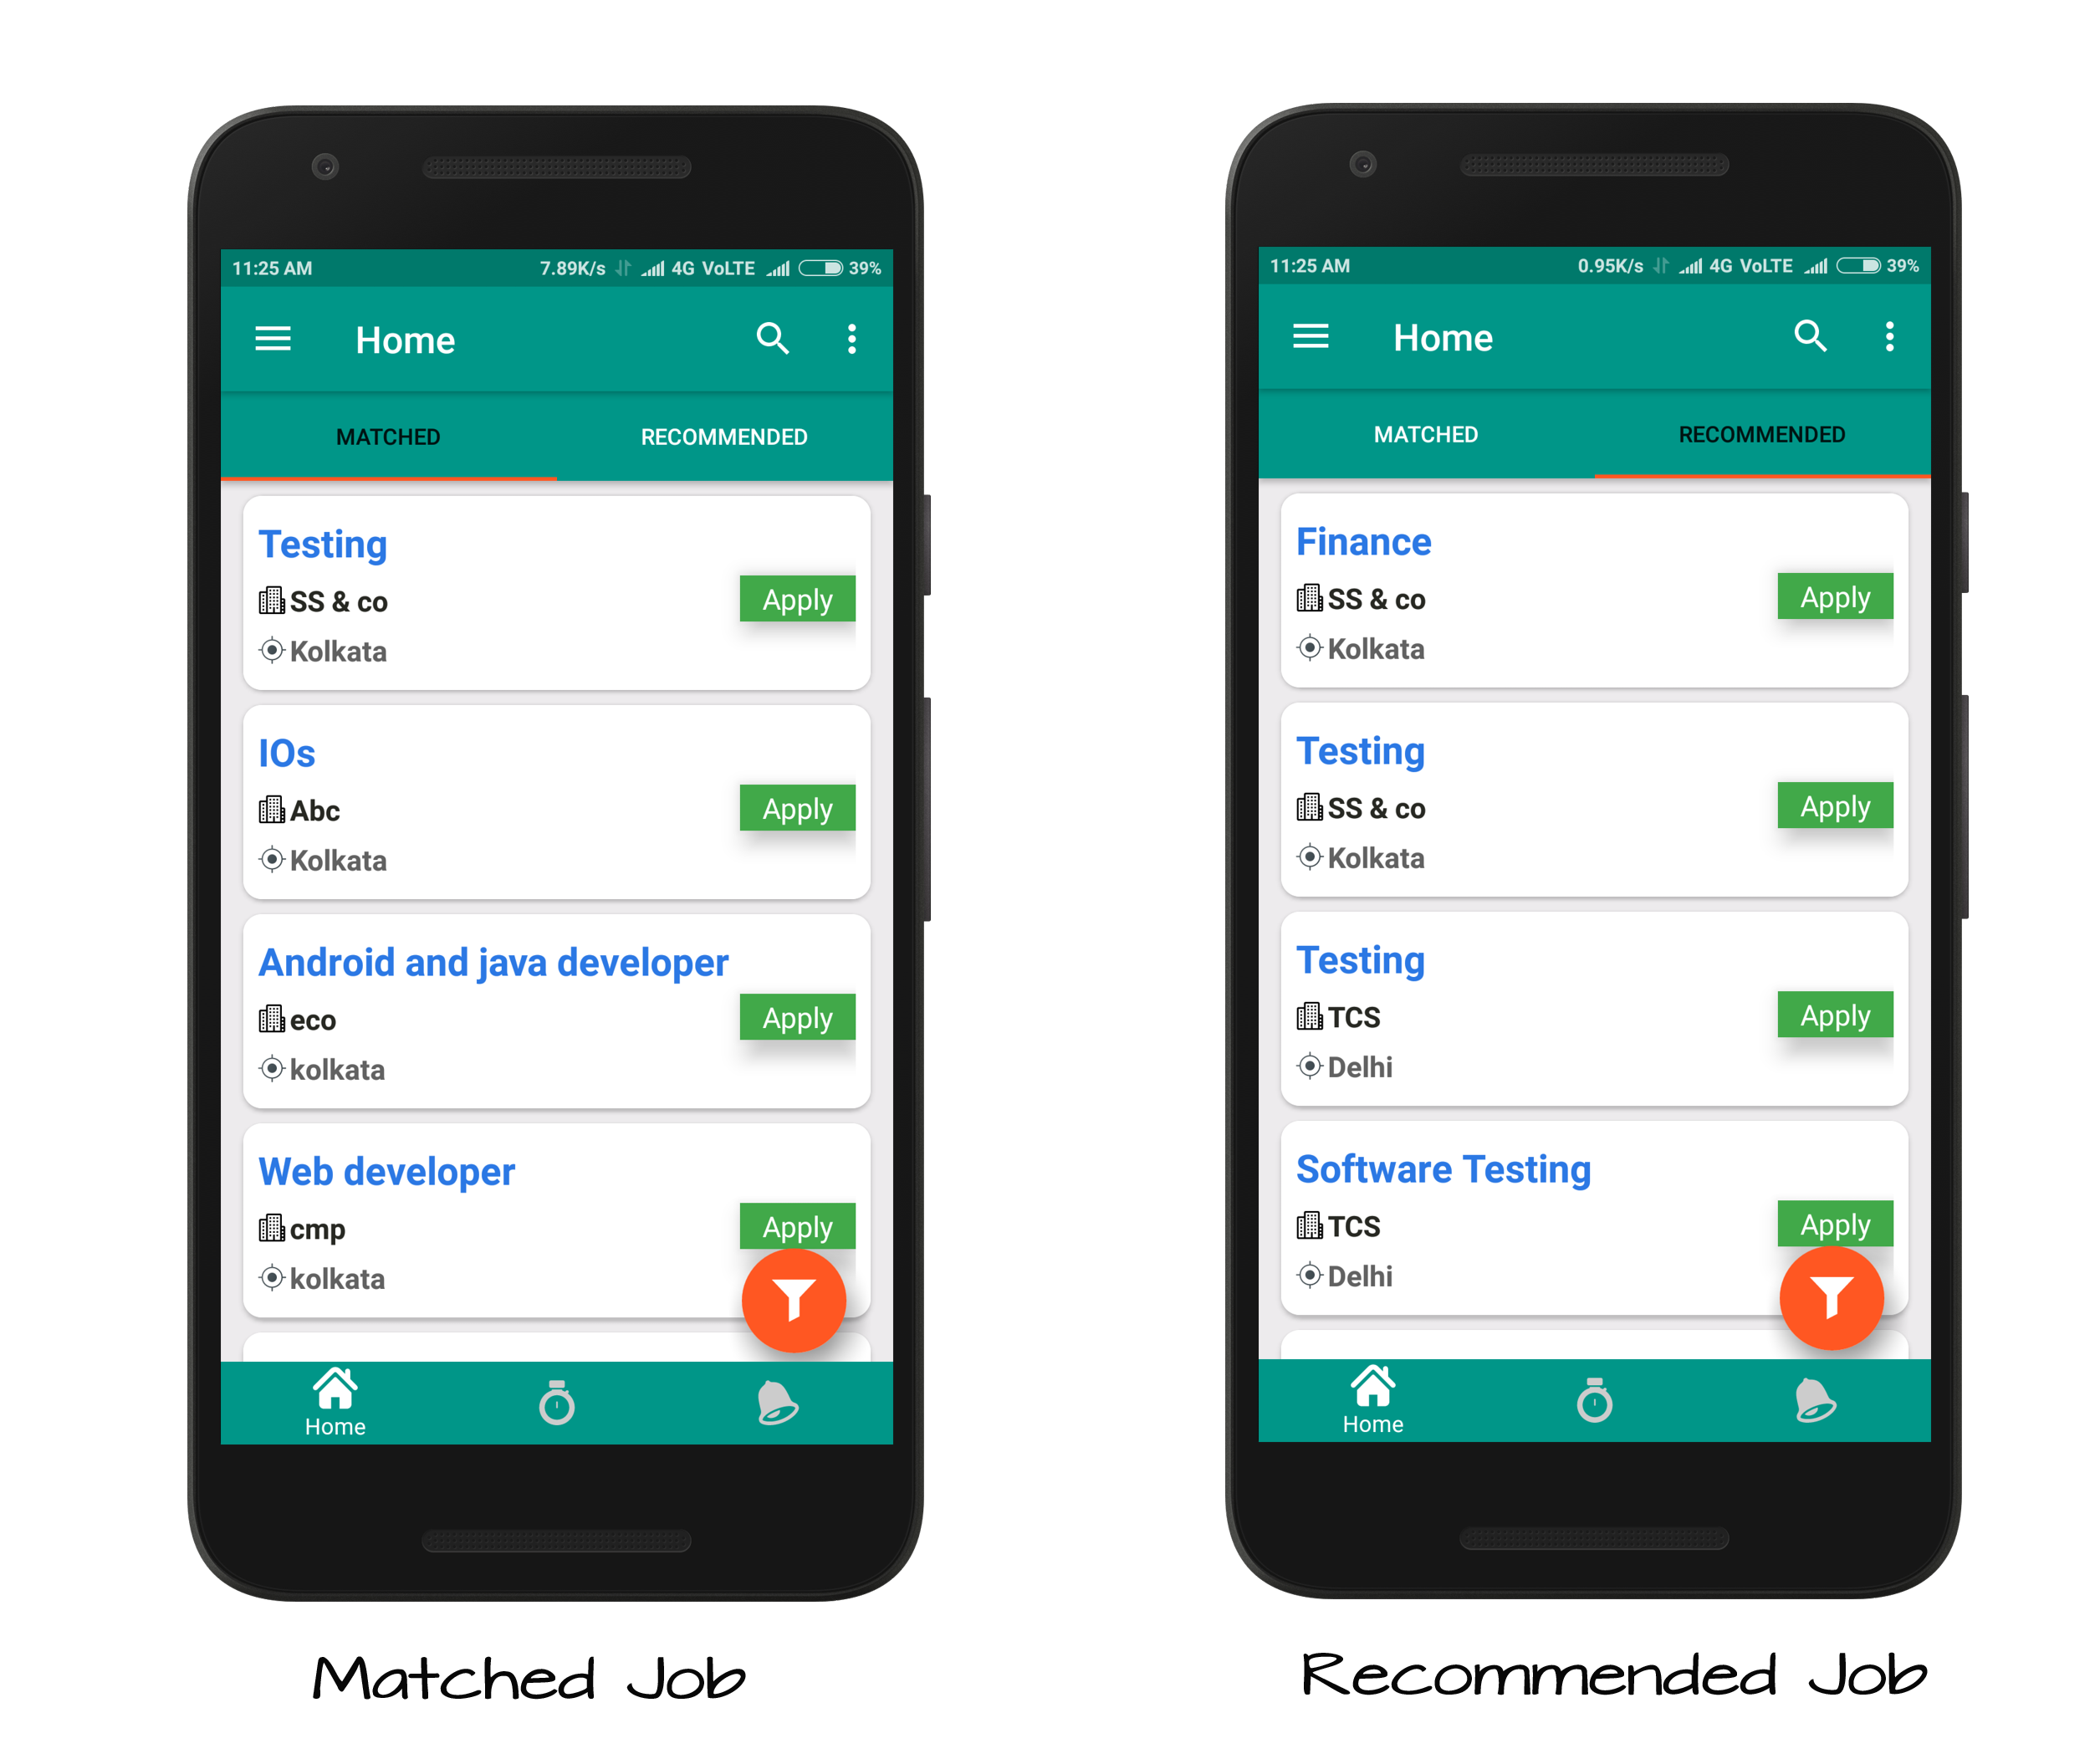 11:25 AM 7.89K/s 4G VoLTE 39%
Home
MATCHED RECOMMENDED
Testing
SS & co
Apply
Kolkata
IOs
Abc
Apply
Kolkata
Android and java developer
eco
Apply
kolkata
Web developer
cmp
Apply
kolkata
Home
Matched Job
11:25 AM 0.95K/s 4G VoLTE 39%
Home
MATCHED RECOMMENDED
Finance
SS & co
Apply
Kolkata
Testing
SS & co
Apply
Kolkata
Testing
TCS
Apply
Delhi
Software Testing
TCS
Apply
Delhi
Home
Recommended Job